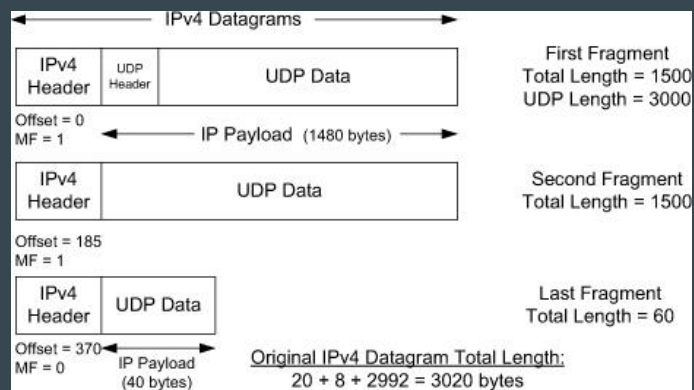 IPv4 Datagrams
IPv4 Header
UDP Header
UDP Data
First Fragment
Total Length = 1500
UDP Length = 3000
Offset = 0
MF = 1
IP Payload (1480 bytes)
IPv4 Header
UDP Data
Second Fragment
Total Length = 1500
Offset = 185
MF = 1
IPv4 Header
UDP Data
Last Fragment
Total Length = 60
Offset = 370
MF = 0
IP Payload
(40 bytes)
Original IPv4 Datagram Total Length:
20 + 8 + 2992 = 3020 bytes